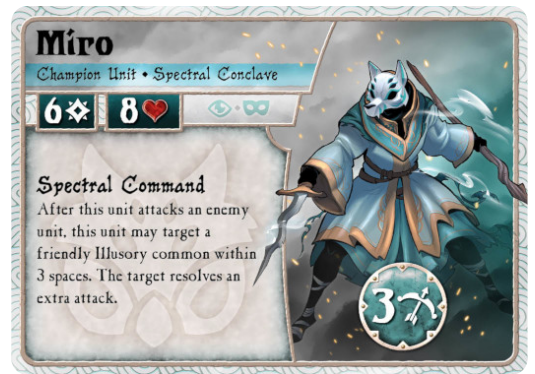 Miro
Champion Unit • Spectral Conclave
6 8
Spectral Command
After this unit attacks an enemy
unit, this unit may target a
friendly Illusory common within
3 spaces. The target resolves an
extra attack.
3